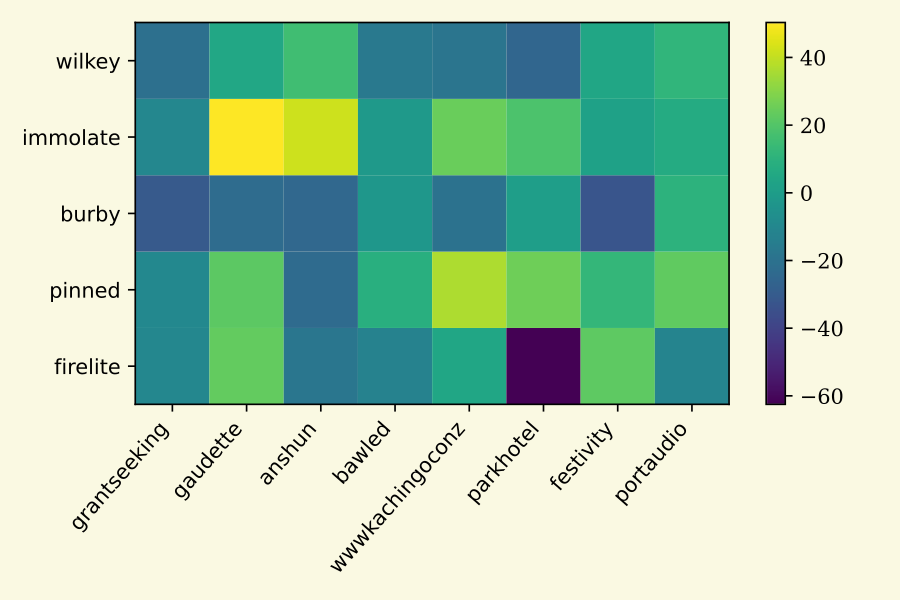 wilkey
immolate
burby
pinned
firelite
grantseeking
gaudette
anshun
bawled
wwwkachingoconz
parkhotel
festivity
portaudio
40
20
0
−20
−40
−60